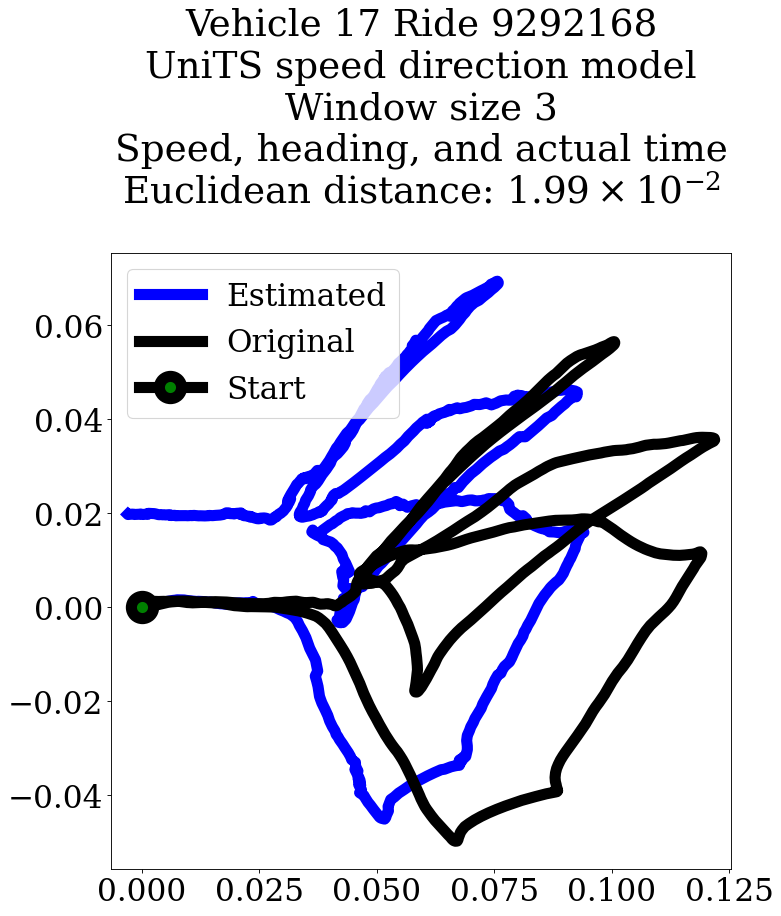 Vehicle 17 Ride 9292168
UniTS speed direction model
Window size 3
Speed, heading, and actual time
Euclidean distance: 1.99 × 10⁻²
Estimated
Original
Start
0.06
0.04
0.02
0.00
−0.02
−0.04
0.000 0.025 0.050 0.075 0.100 0.125